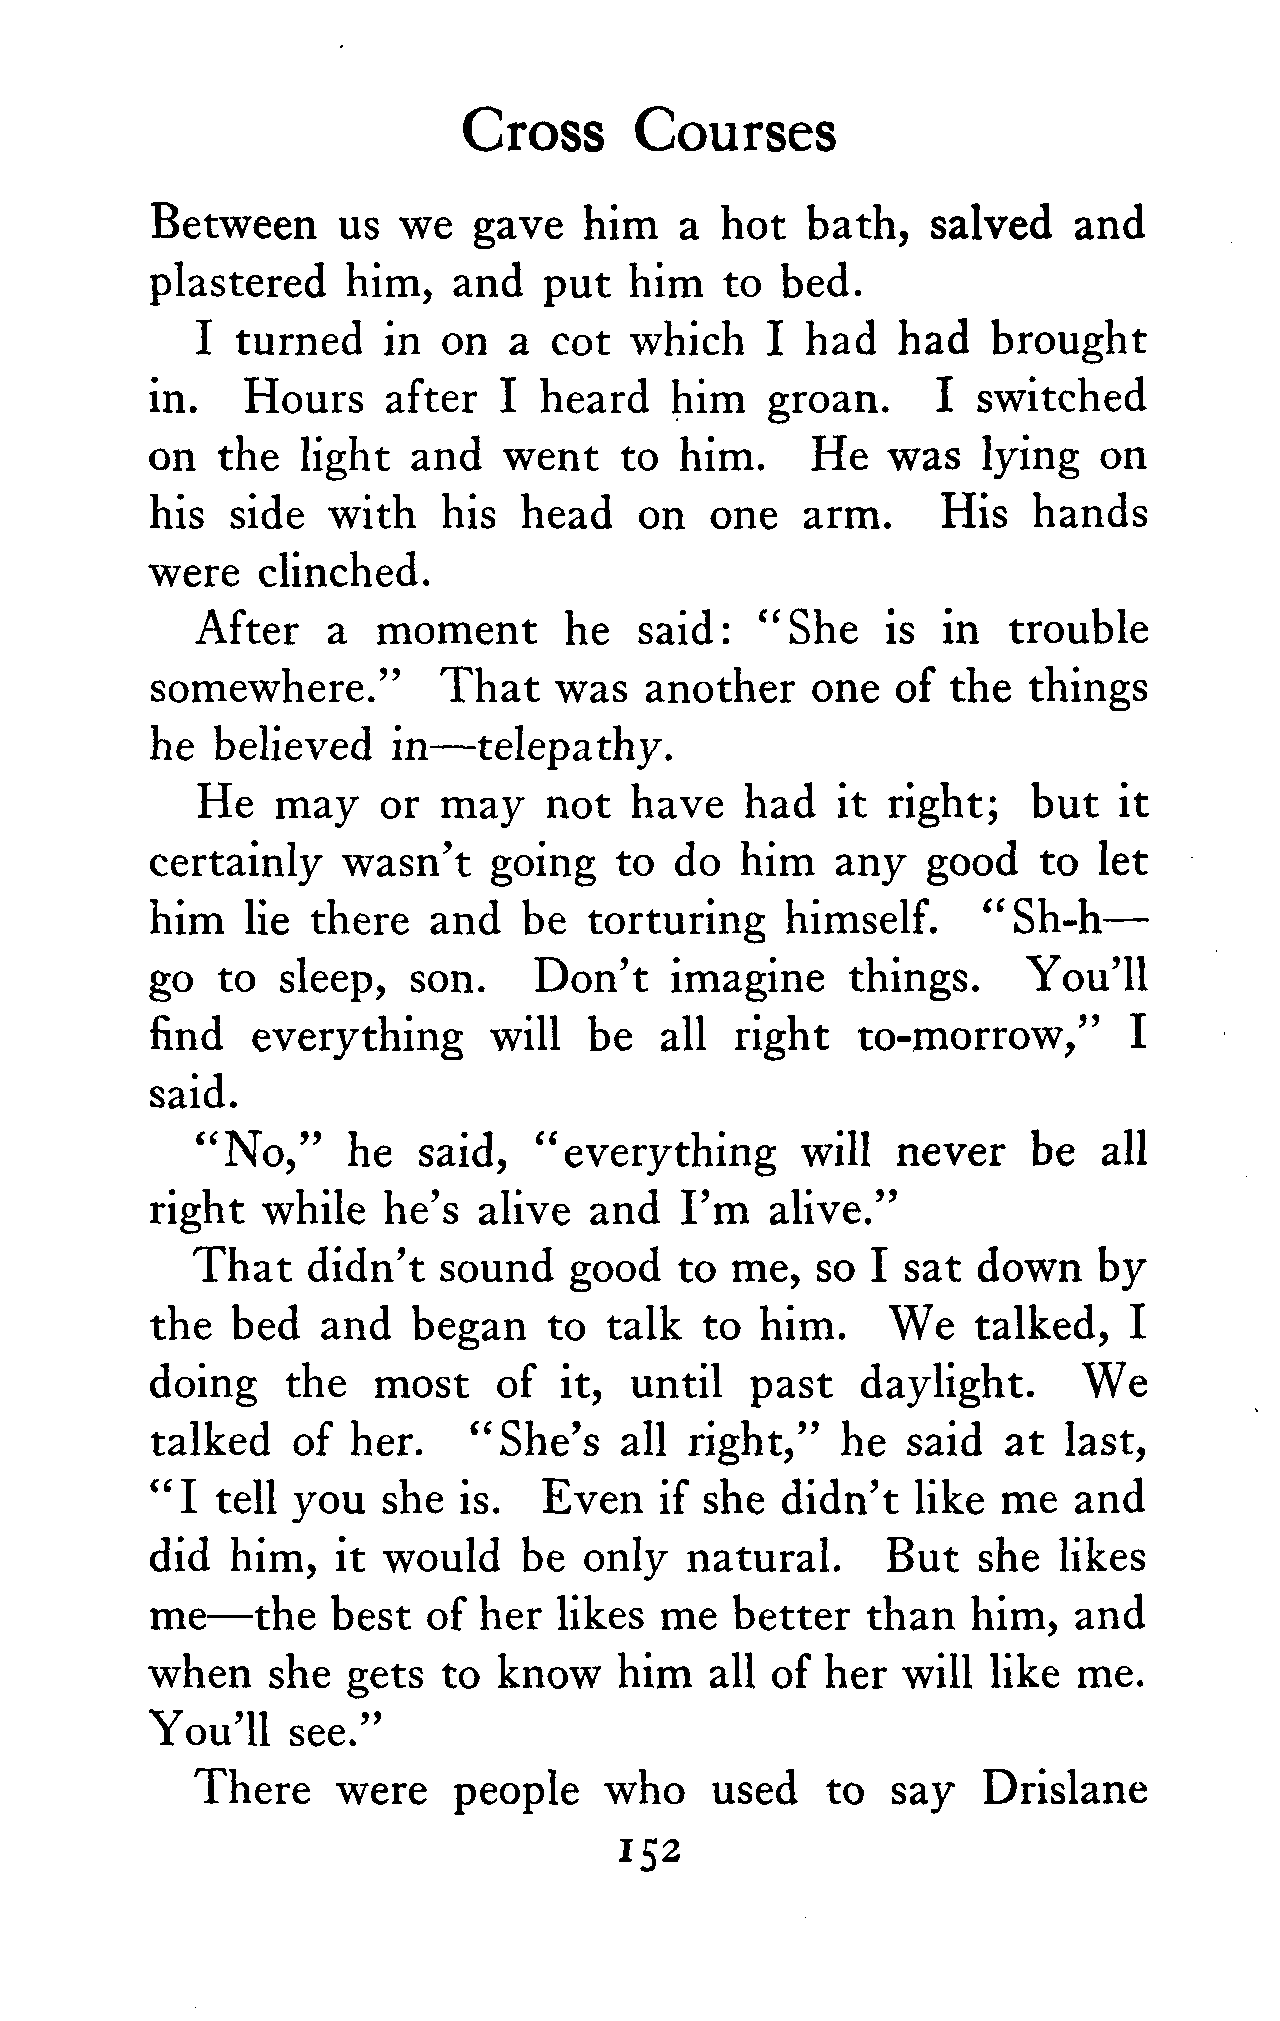 Cross Courses
Between us we gave him a hot bath, salved and
plastered him, and put him to bed.
I turned in on a cot which I had had brought
in. Hours after I heard him groan. I switched
on the light and went to him. He was lying on
his side with his head on one arm. His hands
were clinched.
After a moment he said: "She is in trouble
somewhere." That was another one of the things
he believed in—telepathy.
He may or may not have had it right; but it
certainly wasn't going to do him any good to let
him lie there and be torturing himself. "Sh-h—
go to sleep, son. Don't imagine things. You'll
find everything will be all right to-morrow," I
said.
"No," he said, "everything will never be all
right while he's alive and I'm alive."
That didn't sound good to me, so I sat down by
the bed and began to talk to him. We talked, I
doing the most of it, until past daylight. We
talked of her. "She's all right," he said at last,
"I tell you she is. Even if she didn't like me and
did him, it would be only natural. But she likes
me—the best of her likes me better than him, and
when she gets to know him all of her will like me.
You'll see."
There were people who used to say Drislane
152